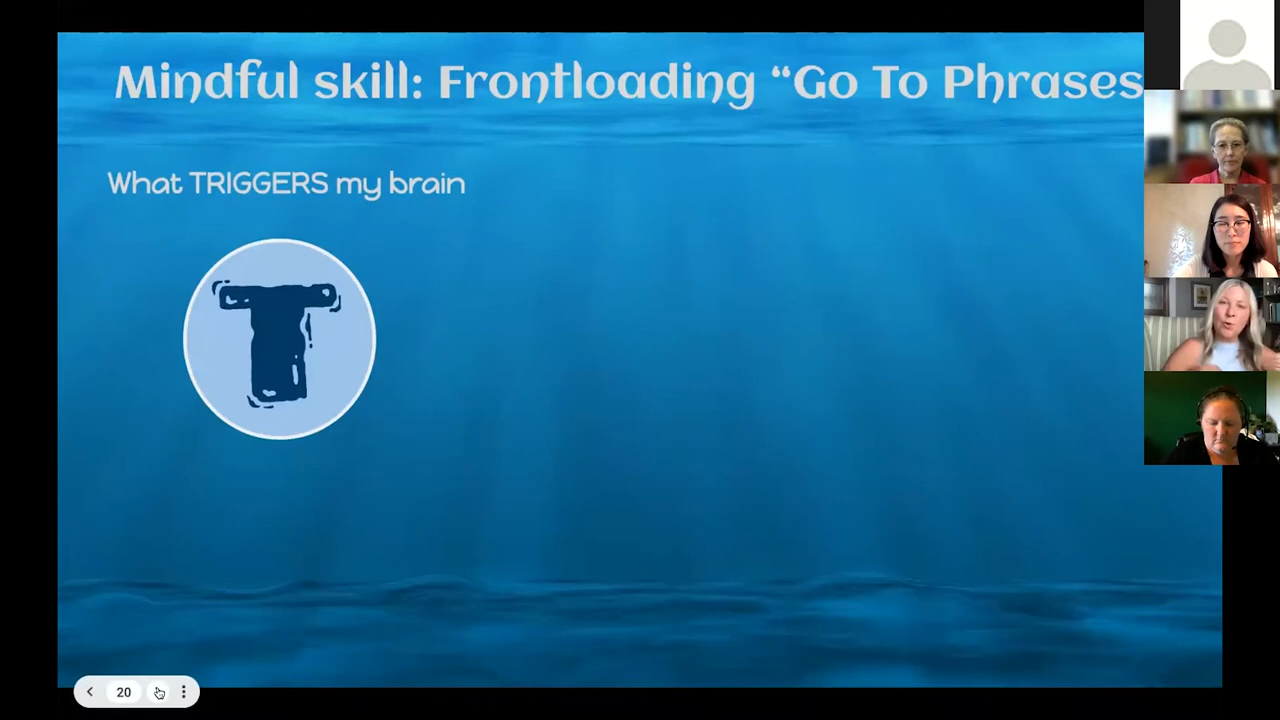 Mindful skill: Frontloading “Go To Phrases
What TRIGGERS my brain
T
20